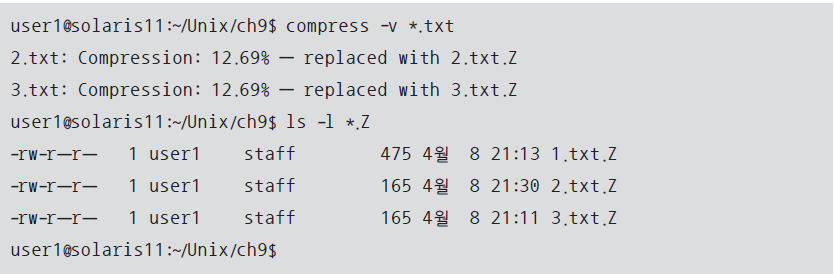 user1@solaris11:~/Unix/ch9$ compress -v *.txt
2.txt: Compression: 12.69% — replaced with 2.txt.Z
3.txt: Compression: 12.69% — replaced with 3.txt.Z
user1@solaris11:~/Unix/ch9$ ls -l *.Z
-rw-r—r— 1 user1 staff 475 4월 8 21:13 1.txt.Z
-rw-r—r— 1 user1 staff 165 4월 8 21:30 2.txt.Z
-rw-r—r— 1 user1 staff 165 4월 8 21:11 3.txt.Z
user1@solaris11:~/Unix/ch9$